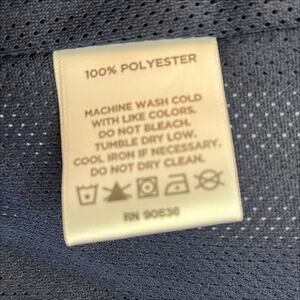 100% POLYESTER
MACHINE WASH COLD
WITH LIKE COLORS.
DO NOT BLEACH.
TUMBLE DRY LOW.
COOL IRON IF NECESSARY.
DO NOT DRY CLEAN.
RN 90836